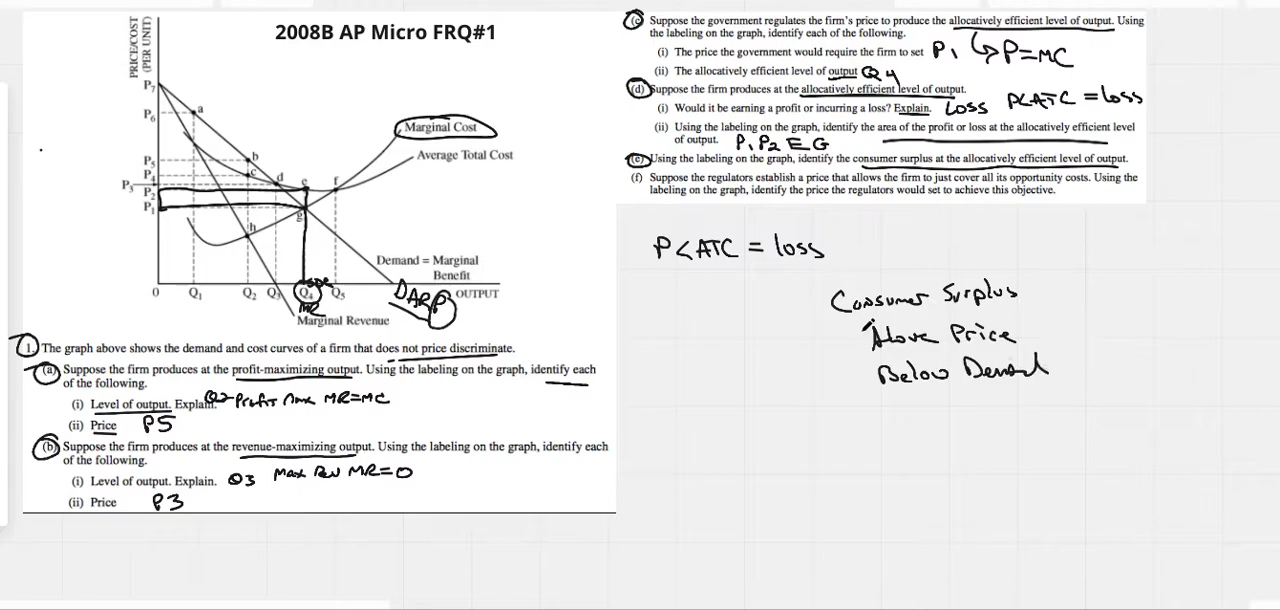 2008B AP Micro FRQ#1
PRICE/COST
(PER UNIT)
P7
P6
P5
P4
P3
P2
P1
a
b
c
d
e
f
g
h
Marginal Cost
Average Total Cost
Demand = Marginal
Benefit
0 Q1 Q2 Q3 Q4 Q5 OUTPUT
DARP
MR
Marginal Revenue
1. The graph above shows the demand and cost curves of a firm that does not price discriminate.
(a) Suppose the firm produces at the profit-maximizing output. Using the labeling on the graph, identify each
of the following.
(i) Level of output. Explain. Q2 Profit Max MR=MC
(ii) Price P5
(b) Suppose the firm produces at the revenue-maximizing output. Using the labeling on the graph, identify each
of the following.
(i) Level of output. Explain. Q3 Max Rev MR=0
(ii) Price P3
(c) Suppose the government regulates the firm's price to produce the allocatively efficient level of output. Using
the labeling on the graph, identify each of the following.
(i) The price the government would require the firm to set P1 P=MC
(ii) The allocatively efficient level of output Q4
(d) Suppose the firm produces at the allocatively efficient level of output.
(i) Would it be earning a profit or incurring a loss? Explain. Loss P<ATC = loss
(ii) Using the labeling on the graph, identify the area of the profit or loss at the allocatively efficient level
of output. P1 P2 E G
(e) Using the labeling on the graph, identify the consumer surplus at the allocatively efficient level of output.
(f) Suppose the regulators establish a price that allows the firm to just cover all its opportunity costs. Using the
labeling on the graph, identify the price the regulators would set to achieve this objective.
P<ATC = loss
Consumer Surplus
Above Price
Below Demand